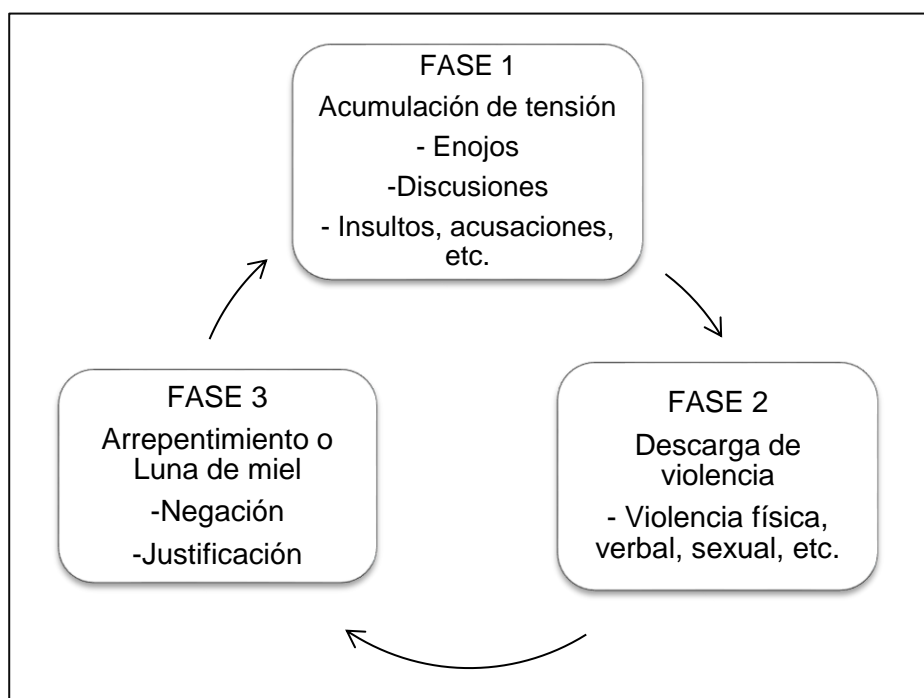 FASE 1
Acumulación de tensión
- Enojos
-Discusiones
- Insultos, acusaciones,
etc.
FASE 2
Descarga de
violencia
- Violencia física,
verbal, sexual, etc.
FASE 3
Arrepentimiento o
Luna de miel
-Negación
-Justificación